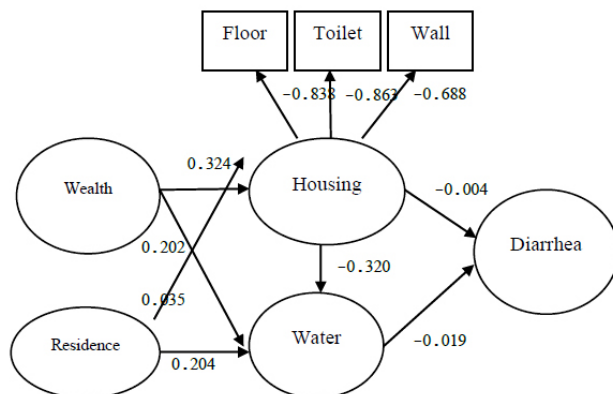 Floor Toilet Wall
-0.838 -0.863 -0.688
0.324
Wealth
Housing
-0.004
Diarrhea
0.202
-0.320
0.035
Residence
Water
-0.019
0.204